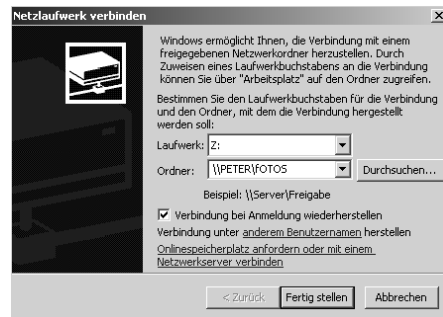 Netzlaufwerk verbinden
Windows ermöglicht Ihnen, die Verbindung mit einem
freigegebenen Netzwerkordner herzustellen. Durch
Zuweisen eines Laufwerkbuchstabens an die Verbindung
können Sie über "Arbeitsplatz" auf den Ordner zugreifen.
Bestimmen Sie den Laufwerkbuchstaben für die Verbindung
und den Ordner, mit dem die Verbindung hergestellt
werden soll:
Laufwerk: Z:
Ordner: \\PETER\fOTOS Durchsuchen...
Beispiel: \\Server\Freigabe
Verbindung bei Anmeldung wiederherstellen
Verbindung unter anderem Benutzernamen herstellen
Onlinespeicherplatz anfordern oder mit einem
Netzwerkserver verbinden
< Zurück Fertig stellen Abbrechen